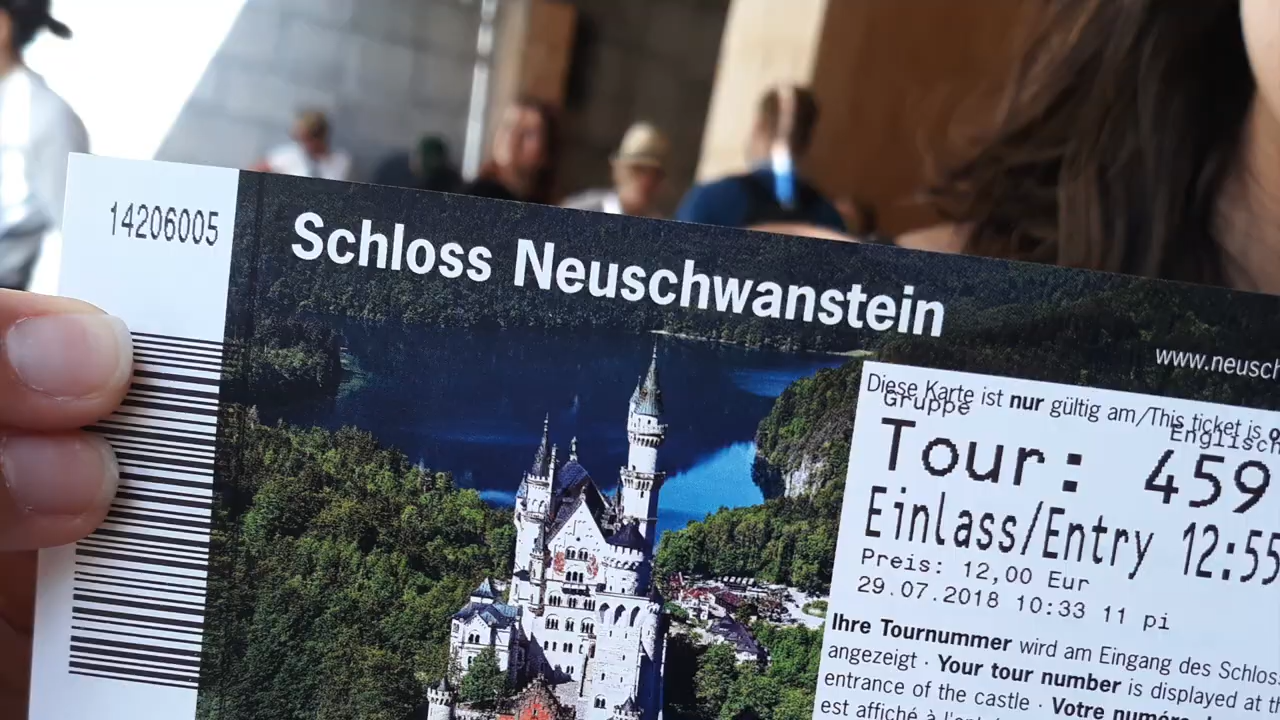 14206005
Schloss Neuschwanstein
www.neusch
Diese Karte ist nur gültig am/This ticket is o
Gruppe
Englisch
Tour: 459
Einlass/Entry 12:55
Preis: 12,00 Eur
29.07.2018 10:33 11 pi
Ihre Tournummer wird am Eingang des Schloss
angezeigt · Your tour number is displayed at th
entrance of the castle · Votre numéro
est affiché à l'ent